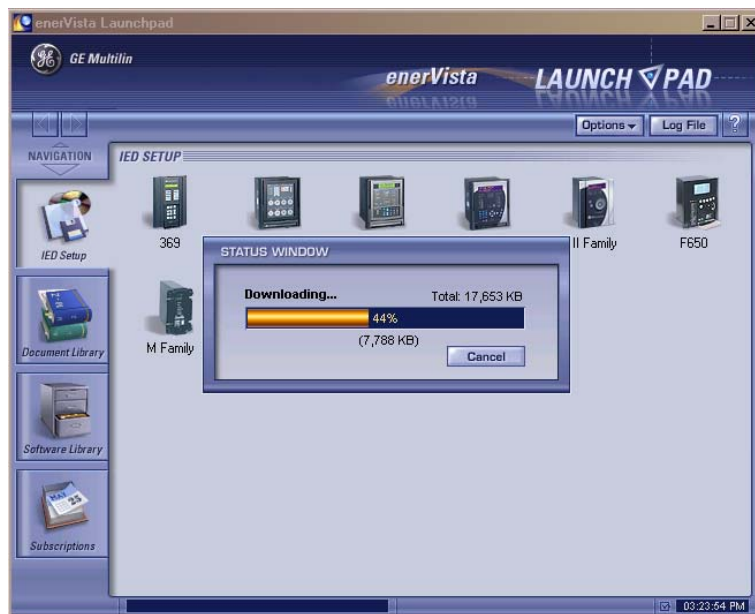 enerVista Launchpad
GE Multilin
enerVista LAUNCH PAD
Options Log File ?
NAVIGATION
IED SETUP
IED Setup
369
II Family
F650
STATUS WINDOW
Downloading... Total: 17,653 KB
44%
(7,788 KB)
Cancel
M Family
Document Library
Software Library
MAY 25
Subscriptions
03:23:54 PM